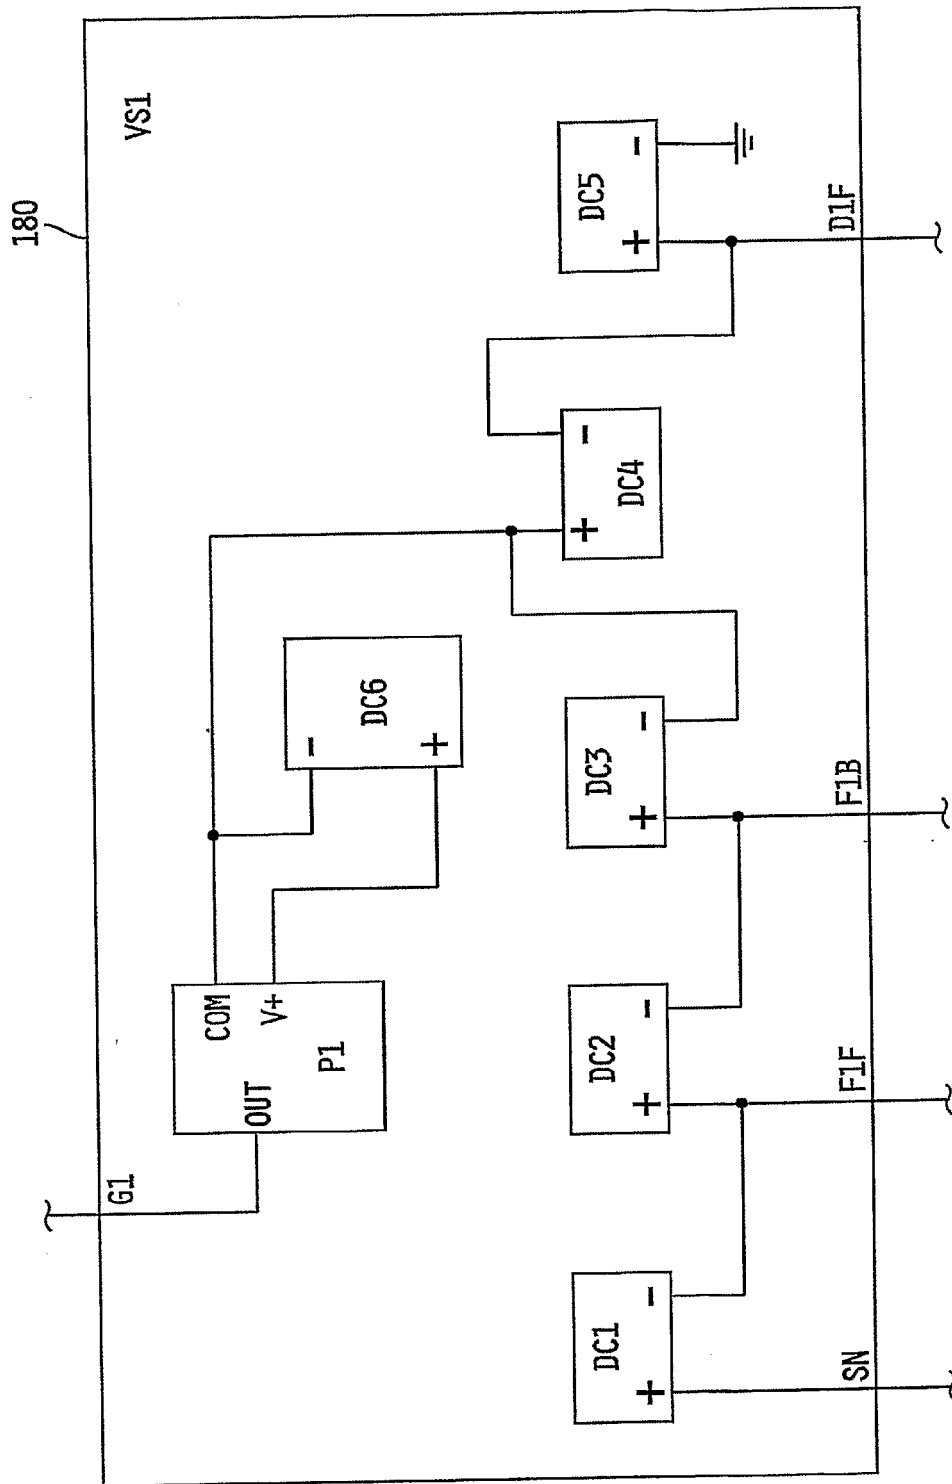 180
VS1
G1
OUT
COM
V+
P1
-
DC6
+
DC1
+
-
DC2
+
-
DC3
+
-
+
-
DC4
DC5
+
-
SN
F1F
F1B
D1F